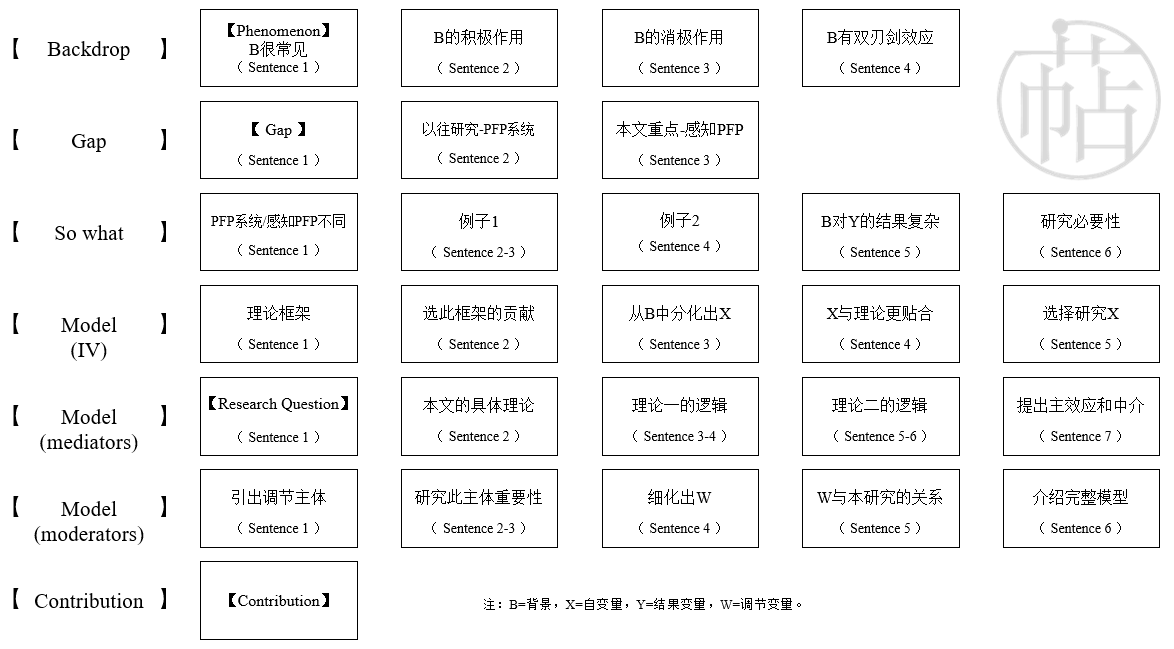 【 Backdrop 】
【Phenomenon】
B很常见
（ Sentence 1 ）
B的积极作用
（ Sentence 2 ）
B的消极作用
（ Sentence 3 ）
B有双刃剑效应
（ Sentence 4 ）
【 Gap 】
【 Gap 】
（ Sentence 1 ）
以往研究-PFP系统
（ Sentence 2 ）
本文重点-感知PFP
（ Sentence 3 ）
【 So what 】
PFP系统/感知PFP不同
（ Sentence 1 ）
例子1
（ Sentence 2-3 ）
例子2
（ Sentence 4 ）
B对Y的结果复杂
（ Sentence 5 ）
研究必要性
（ Sentence 6 ）
【 Model 】
(IV)
理论框架
（ Sentence 1 ）
选此框架的贡献
（ Sentence 2 ）
从B中分化出X
（ Sentence 3 ）
X与理论更贴合
（ Sentence 4 ）
选择研究X
（ Sentence 5 ）
【 Model 】
(mediators)
【Research Question】
（ Sentence 1 ）
本文的具体理论
（ Sentence 2 ）
理论一的逻辑
（ Sentence 3-4 ）
理论二的逻辑
（ Sentence 5-6 ）
提出主效应和中介
（ Sentence 7 ）
【 Model 】
(moderators)
引出调节主体
（ Sentence 1 ）
研究此主体重要性
（ Sentence 2-3 ）
细化出W
（ Sentence 4 ）
W与本研究的关系
（ Sentence 5 ）
介绍完整模型
（ Sentence 6 ）
【 Contribution 】
【Contribution】
注：B=背景，X=自变量，Y=结果变量，W=调节变量。